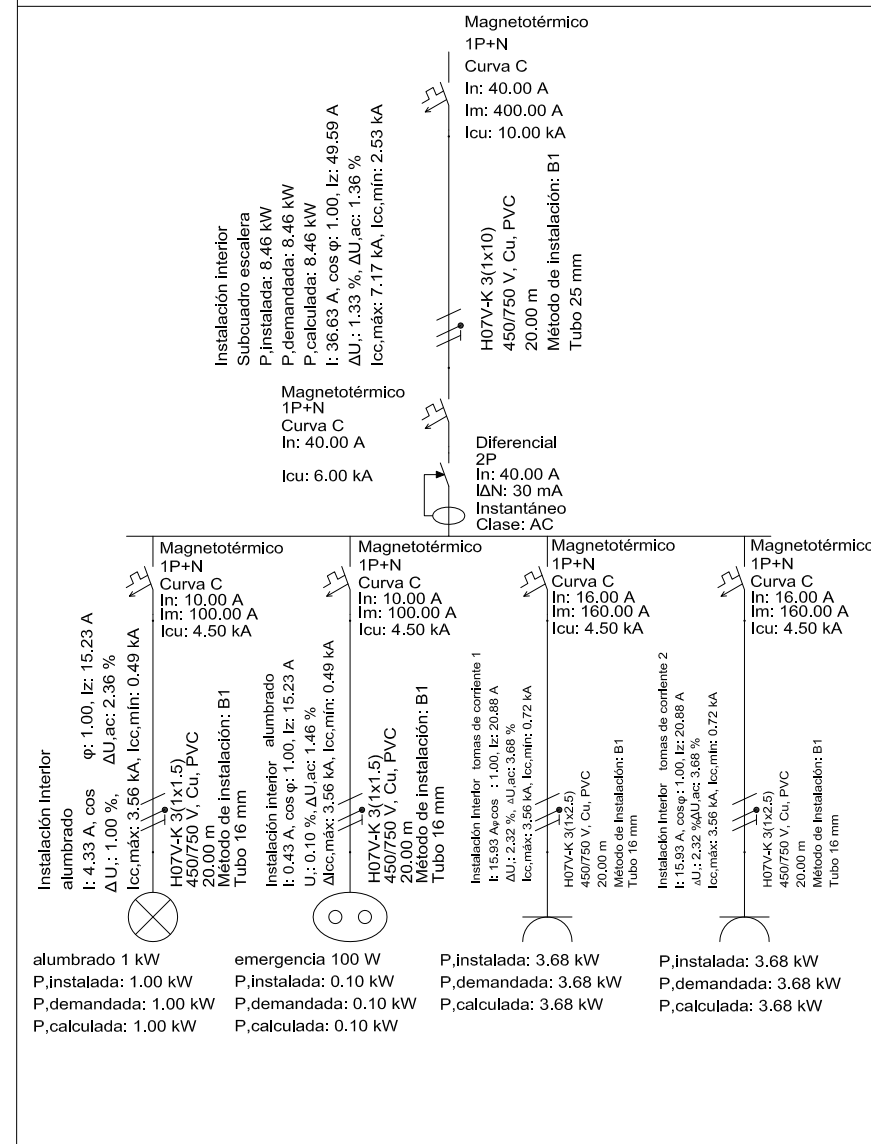 Magnetotérmico
1P+N
Curva C
In: 40.00 A
Im: 400.00 A
Icu: 10.00 kA
Instalación interior
Subcuadro escalera
P,instalada: 8.46 kW
P,demandada: 8.46 kW
P,calculada: 8.46 kW
I: 36.63 A, cos φ: 1.00, Iz: 49.59 A
ΔU,: 1.33 %, ΔU,ac: 1.36 %
Icc,máx: 7.17 kA, Icc,mín: 2.53 kA
H07V-K 3(1x10)
450/750 V, Cu, PVC
20.00 m
Método de instalación: B1
Tubo 25 mm
Magnetotérmico
1P+N
Curva C
In: 40.00 A
Icu: 6.00 kA
Diferencial
2P
In: 40.00 A
IΔN: 30 mA
Instantáneo
Clase: AC
Magnetotérmico
1P+N
Curva C
In: 10.00 A
Im: 100.00 A
Icu: 4.50 kA
Instalación Interior
alumbrado
I: 4.33 A, cos φ: 1.00, Iz: 15.23 A
ΔU,: 1.00 %, ΔU,ac: 2.36 %
Icc,máx: 3.56 kA, Icc,mín: 0.49 kA
H07V-K 3(1x1.5)
450/750 V, Cu, PVC
20.00 m
Método de instalación: B1
Tubo 16 mm
alumbrado 1 kW
P,instalada: 1.00 kW
P,demandada: 1.00 kW
P,calculada: 1.00 kW
Magnetotérmico
1P+N
Curva C
In: 10.00 A
Im: 100.00 A
Icu: 4.50 kA
Instalación interior alumbrado
I: 0.43 A, cos φ: 1.00, Iz: 15.23 A
U,: 0.10 %, ΔU,ac: 1.46 %
ΔIcc,máx: 3.56 kA, Icc,mín: 0.49 kA
H07V-K 3(1x1.5)
450/750 V, Cu, PVC
20.00 m
Método de instalación: B1
Tubo 16 mm
emergencia 100 W
P,instalada: 0.10 kW
P,demandada: 0.10 kW
P,calculada: 0.10 kW
Magnetotérmico
1P+N
Curva C
In: 16.00 A
Im: 160.00 A
Icu: 4.50 kA
Instalación Interior tomas de corriente 1
I: 15.93 Aφcos : 1.00, Iz: 20.88 A
ΔU,: 2.32 %, ΔU,ac: 3.68 %
Icc,máx: 3.56 kA, Icc,mín: 0.72 kA
H07V-K 3(1x2.5)
450/750 V, Cu, PVC
20.00 m
Método de Instalación: B1
Tubo 16 mm
P,instalada: 3.68 kW
P,demandada: 3.68 kW
P,calculada: 3.68 kW
Magnetotérmico
1P+N
Curva C
In: 16.00 A
Im: 160.00 A
Icu: 4.50 kA
Instalación Interior tomas de corriente 2
I: 15.93 A, cosφ: 1.00, Iz: 20.88 A
ΔU,: 2.32 %ΔU,ac: 3.68 %
Icc,máx: 3.56 kA, Icc,mín: 0.72 kA
H07V-K 3(1x2.5)
450/750 V, Cu, PVC
20.00 m
Método de Instalación: B1
Tubo 16 mm
P,instalada: 3.68 kW
P,demandada: 3.68 kW
P,calculada: 3.68 kW